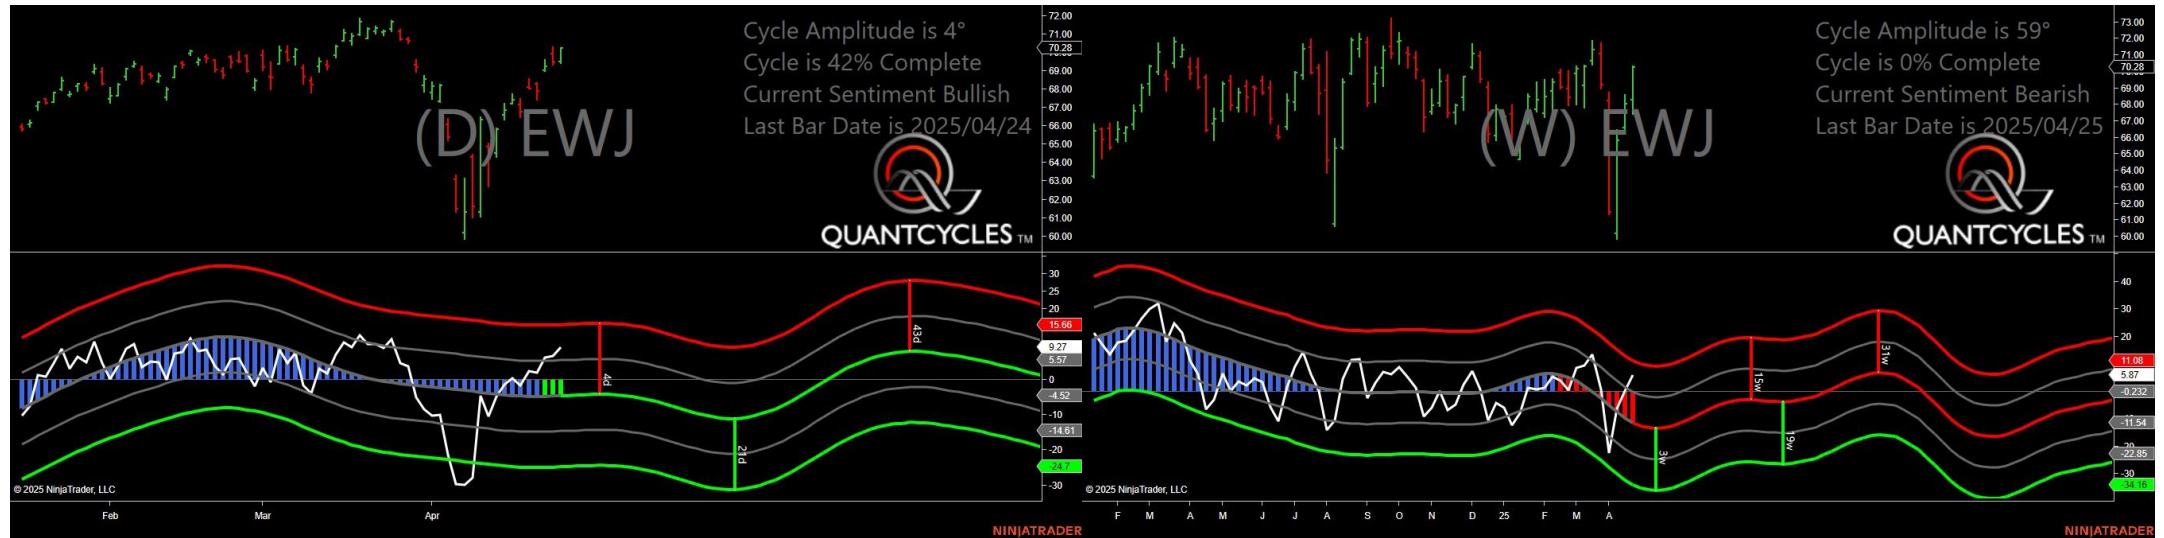 Cycle Amplitude is 4°
Cycle is 42% Complete
Current Sentiment Bullish
Last Bar Date is 2025/04/24
(D) EWJ
QUANTCYCLES TM
72.00
70.28
69.00
68.00
67.00
66.00
65.00
64.00
63.00
62.00
61.00
60.00
30
25
20
15.66
9.27
5.57
0
-4.52
-10
-14.61
-20
-24.7
-30
4d
21d
43d
© 2025 NinjaTrader, LLC
Feb Mar Apr
NINJATRADER
Cycle Amplitude is 59°
Cycle is 0% Complete
Current Sentiment Bearish
Last Bar Date is 2025/04/25
(W) EWJ
QUANTCYCLES TM
73.00
72.00
71.00
70.28
69.00
68.00
67.00
66.00
65.00
64.00
63.00
62.00
61.00
60.00
40
30
20
11.08
5.87
-0.232
-11.54
-20
-22.85
-30
-34.16
3w
15w
19w
31w
© 2025 NinjaTrader, LLC
F M A M J J A S O N D 25 F M A
NINJATRADER